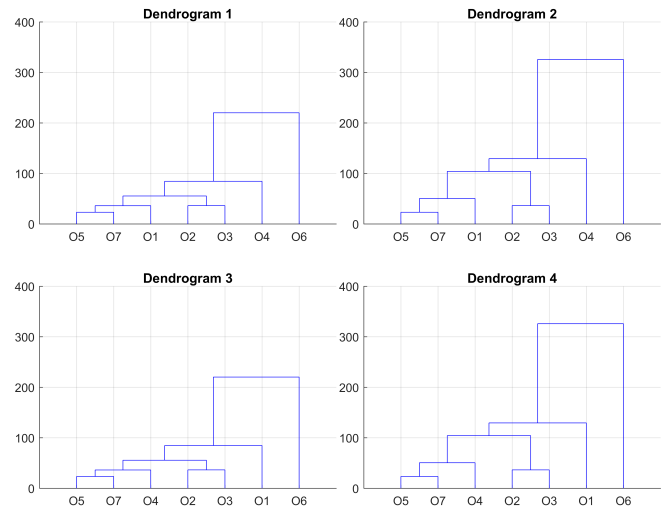 Dendrogram 1
400
300
200
100
0
O5 O7 O1 O2 O3 O4 O6
Dendrogram 2
400
300
200
100
0
O5 O7 O1 O2 O3 O4 O6
Dendrogram 3
400
300
200
100
0
O5 O7 O4 O2 O3 O1 O6
Dendrogram 4
400
300
200
100
0
O5 O7 O4 O2 O3 O1 O6